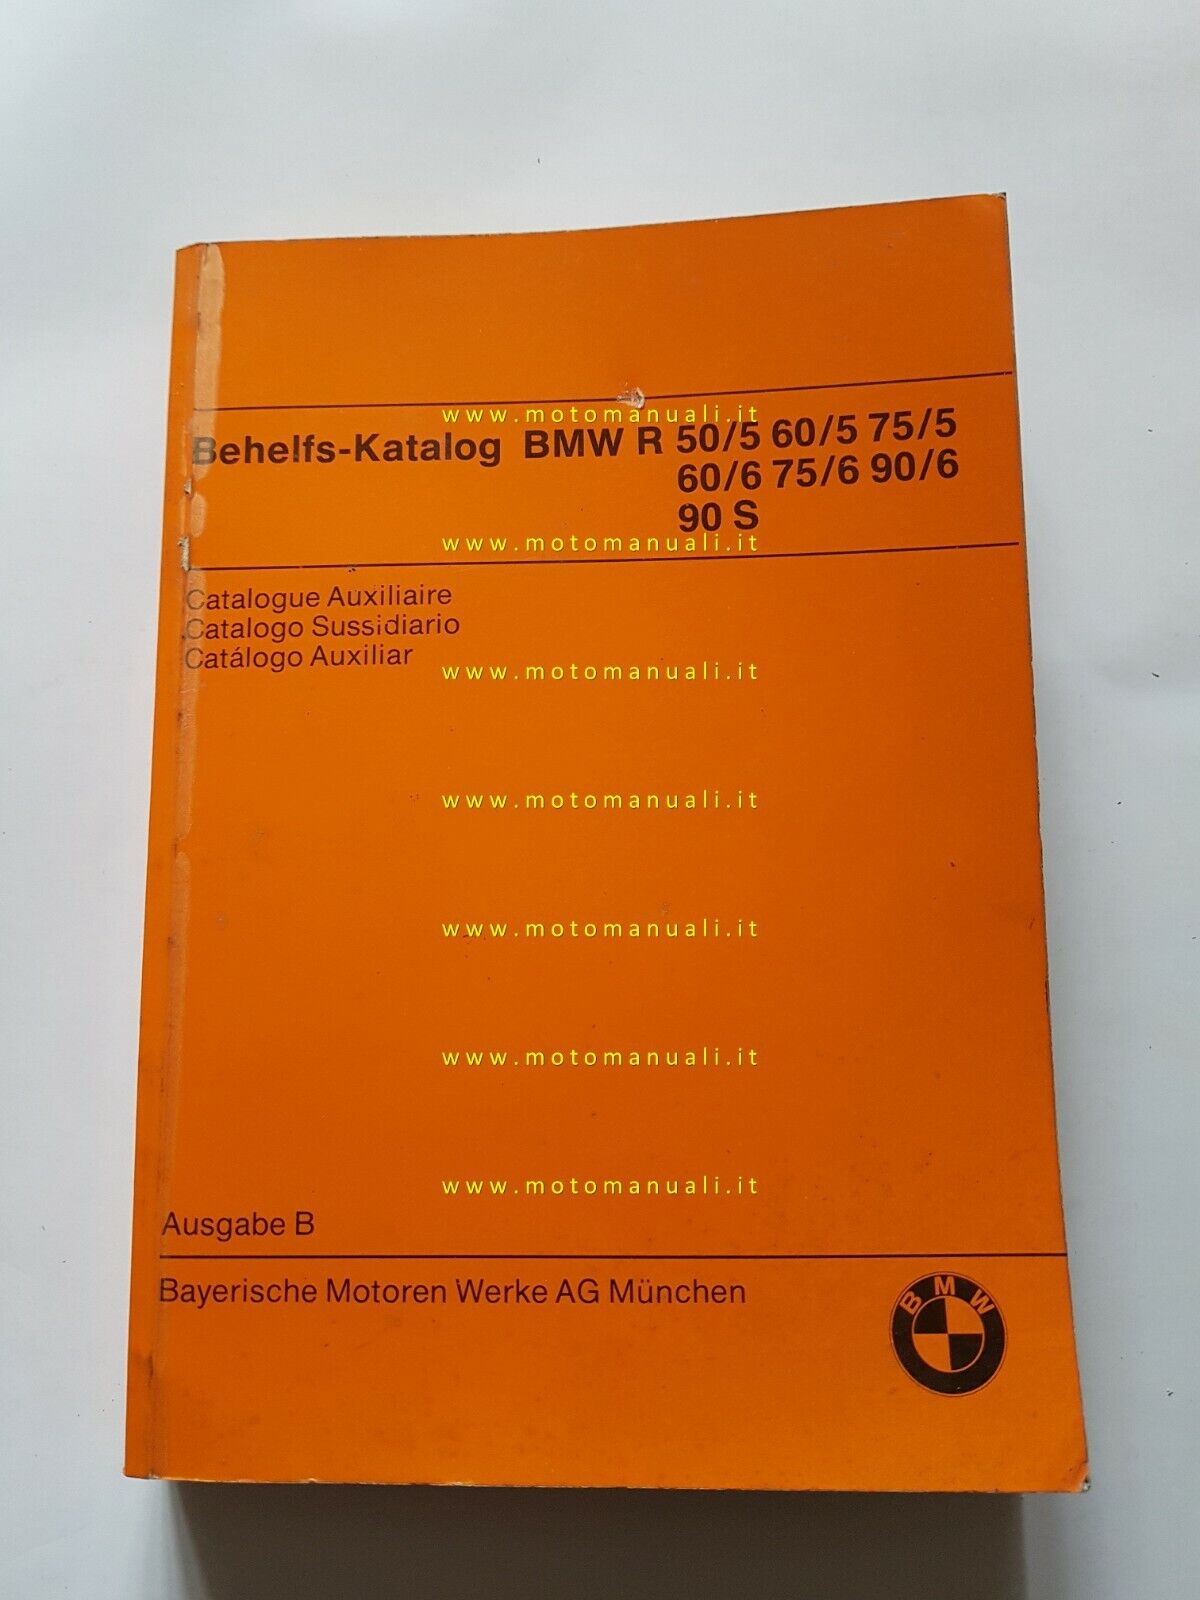 www.motomanuali.it
Behelfs-Katalog BMW R 50/5 60/5 75/5
60/6 75/6 90/6
90 S
www.motomanuali.it
Catalogue Auxiliaire
Catalogo Sussidiario
Catálogo Auxiliar
www.motomanuali.it
www.motomanuali.it
www.motomanuali.it
www.motomanuali.it
www.motomanuali.it
Ausgabe B
Bayerische Motoren Werke AG München
BMW